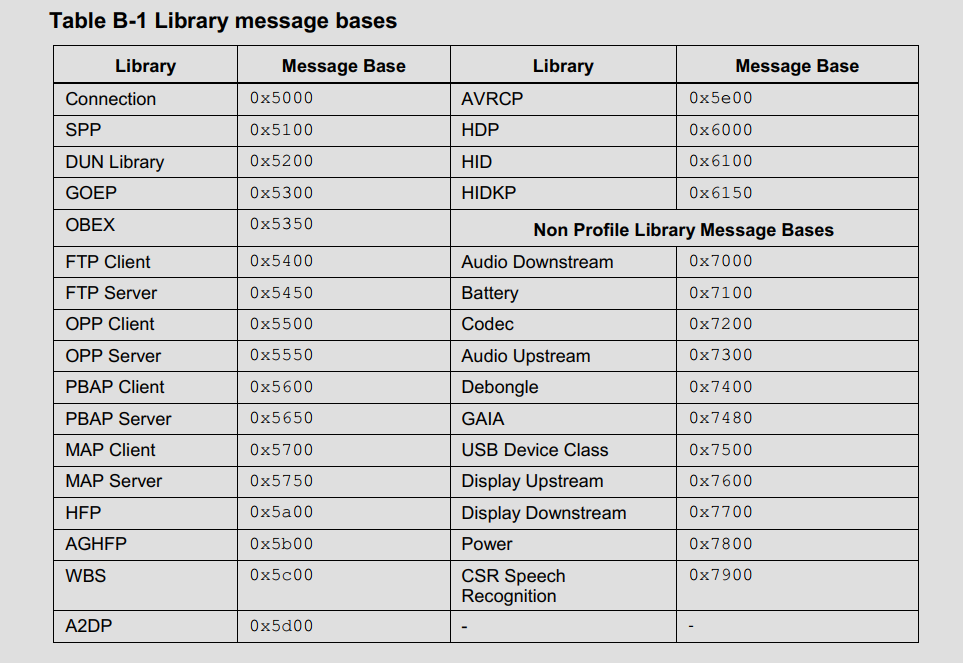 Table B-1 Library message bases
Library Message Base Library Message Base
Connection 0x5000 AVRCP 0x5e00
SPP 0x5100 HDP 0x6000
DUN Library 0x5200 HID 0x6100
GOEP 0x5300 HIDKP 0x6150
OBEX 0x5350 Non Profile Library Message Bases
FTP Client 0x5400 Audio Downstream 0x7000
FTP Server 0x5450 Battery 0x7100
OPP Client 0x5500 Codec 0x7200
OPP Server 0x5550 Audio Upstream 0x7300
PBAP Client 0x5600 Debongle 0x7400
PBAP Server 0x5650 GAIA 0x7480
MAP Client 0x5700 USB Device Class 0x7500
MAP Server 0x5750 Display Upstream 0x7600
HFP 0x5a00 Display Downstream 0x7700
AGHFP 0x5b00 Power 0x7800
WBS 0x5c00 CSR Speech 0x7900
Recognition
A2DP 0x5d00 - -